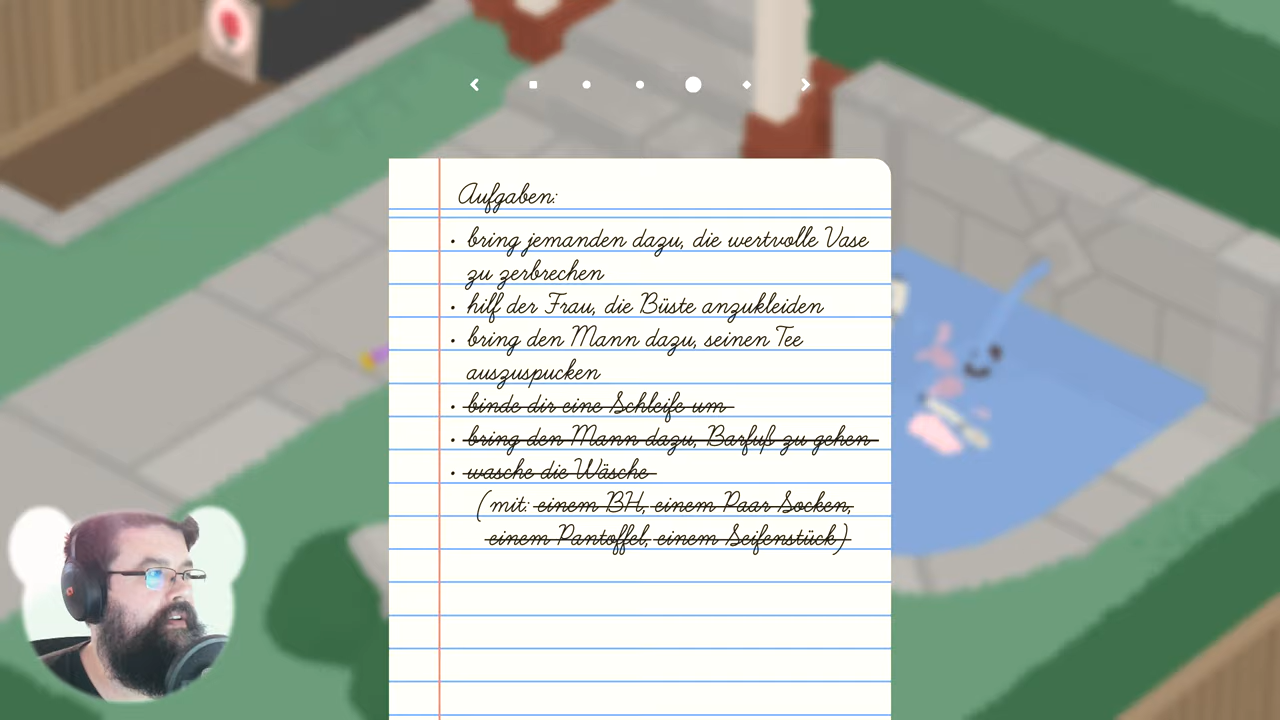 Aufgaben:
• bring jemanden dazu, die wertvolle Vase
zu zerbrechen
• hilf der Frau, die Büste anzukleiden
• bring den Mann dazu, seinen Tee
auszuspucken
• binde dir eine Schleife um
• bring den Mann dazu, Barfuß zu gehen
• wasche die Wäsche
(mit: einem BH, einem Paar Socken,
einem Pantoffel, einem Seifenstück)